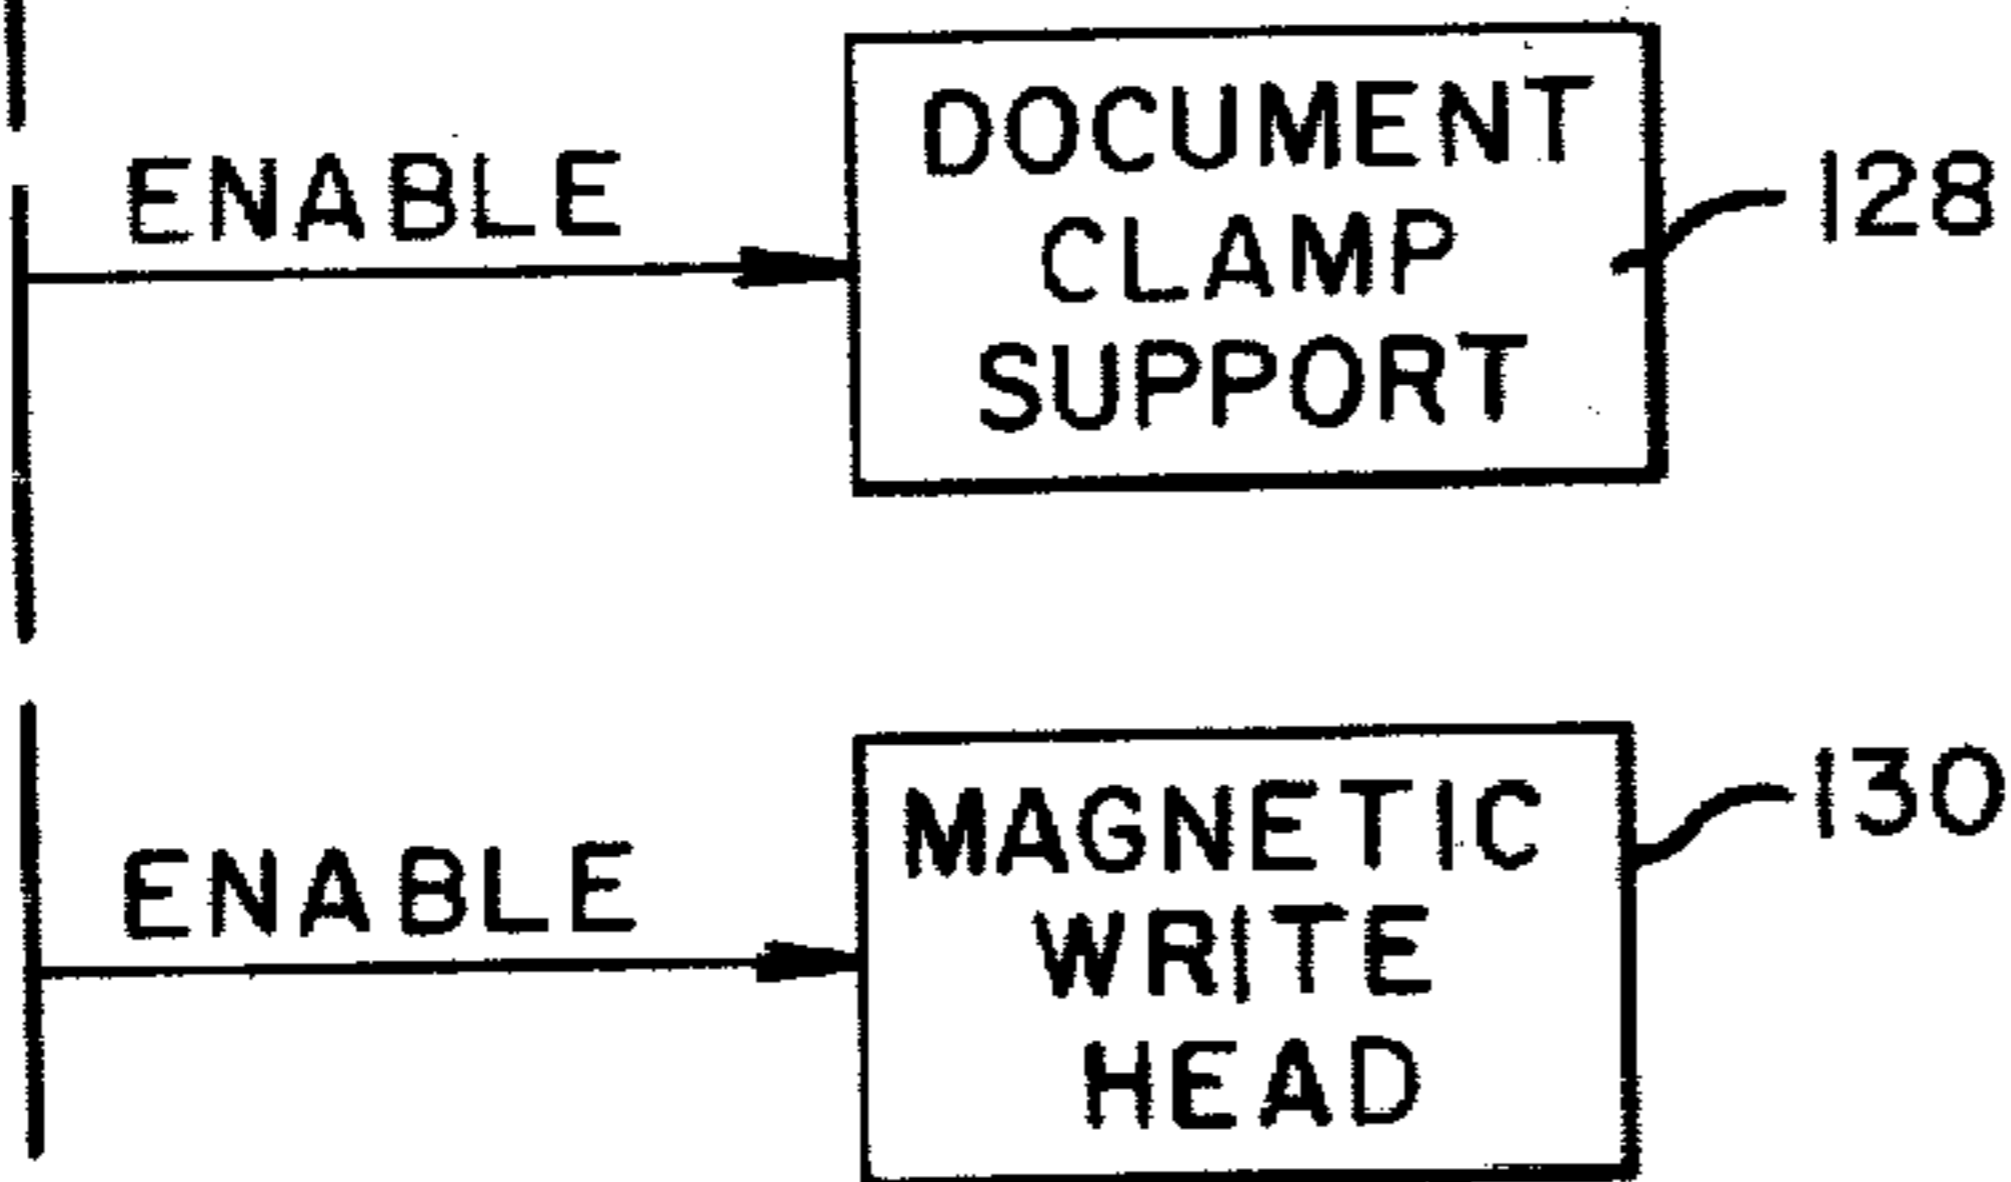 ENABLE
DOCUMENT
CLAMP
SUPPORT
128
ENABLE
MAGNETIC
WRITE
HEAD
130